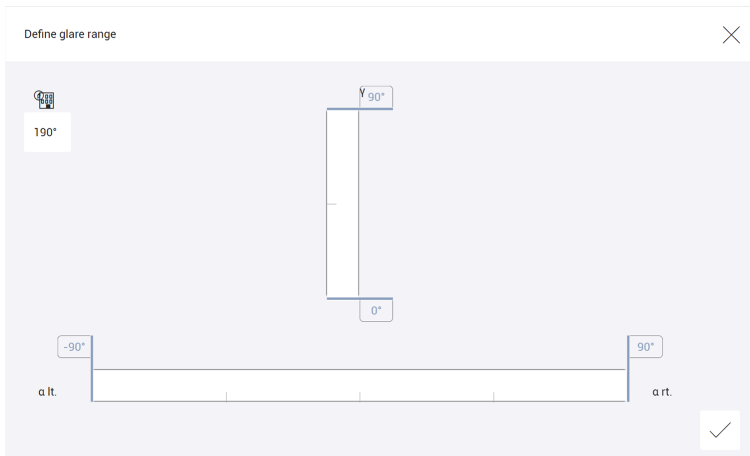 Define glare range
γ 90°
190°
0°
-90°
90°
α lt.
α rt.